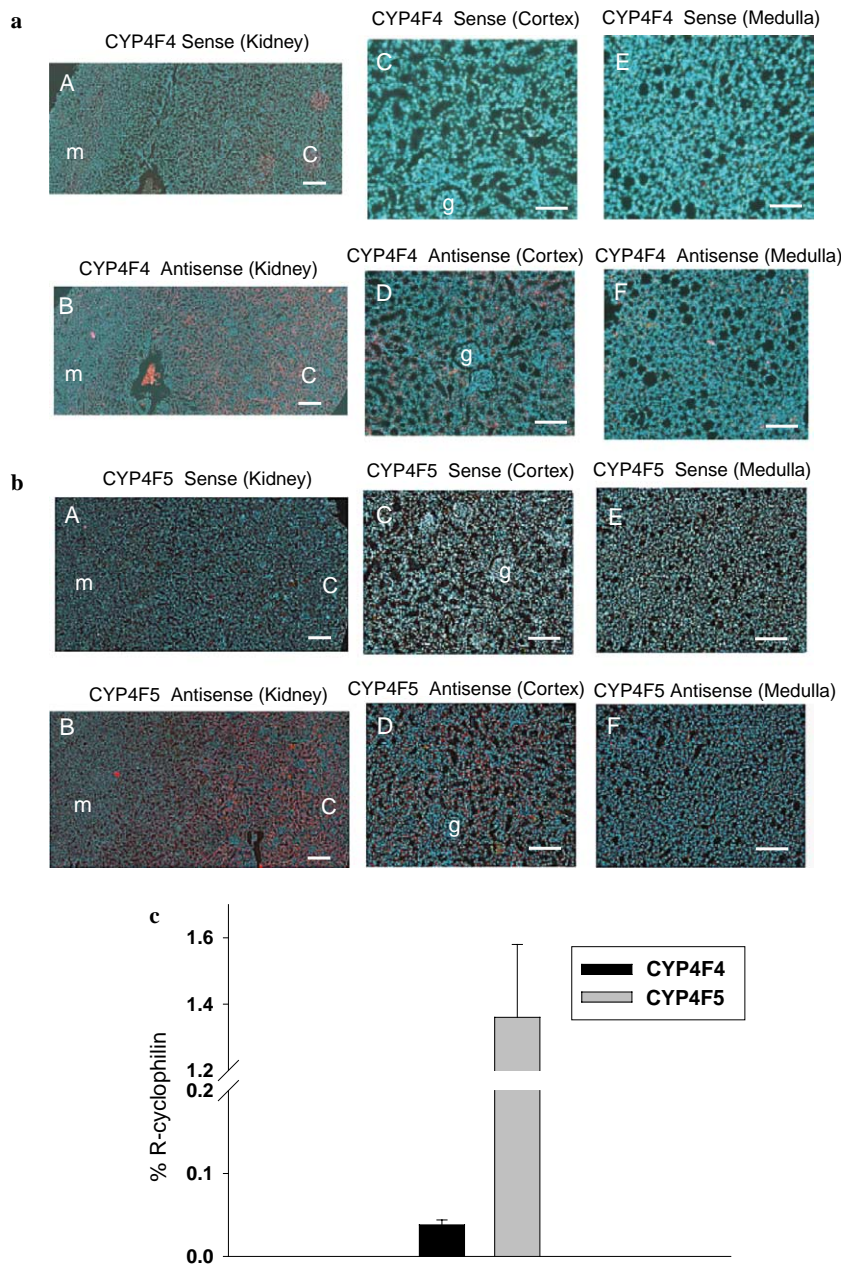 a
CYP4F4 Sense (Kidney)
CYP4F4 Sense (Cortex)
CYP4F4 Sense (Medulla)
A
m
C
C
g
E
CYP4F4 Antisense (Kidney)
CYP4F4 Antisense (Cortex)
CYP4F4 Antisense (Medulla)
B
m
C
D
g
F
b
CYP4F5 Sense (Kidney)
CYP4F5 Sense (Cortex)
CYP4F5 Sense (Medulla)
A
m
C
C
g
E
CYP4F5 Antisense (Kidney)
CYP4F5 Antisense (Cortex)
CYP4F5 Antisense (Medulla)
B
m
C
D
g
F
c
% R-cyclophilin
1.6
1.4
1.2
0.2
0.1
0.0
CYP4F4
CYP4F5